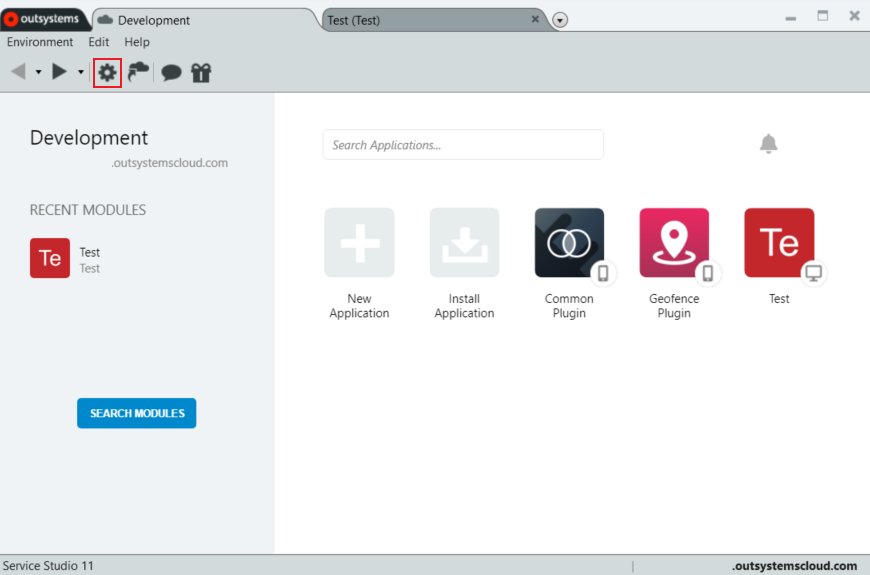 outsystems
Development
Test (Test)
Environment Edit Help
Development
.outsystemscloud.com
RECENT MODULES
Te
Test
Test
SEARCH MODULES
Search Applications...
New
Application
Install
Application
Common
Plugin
Geofence
Plugin
Te
Test
Service Studio 11
.outsystemscloud.com